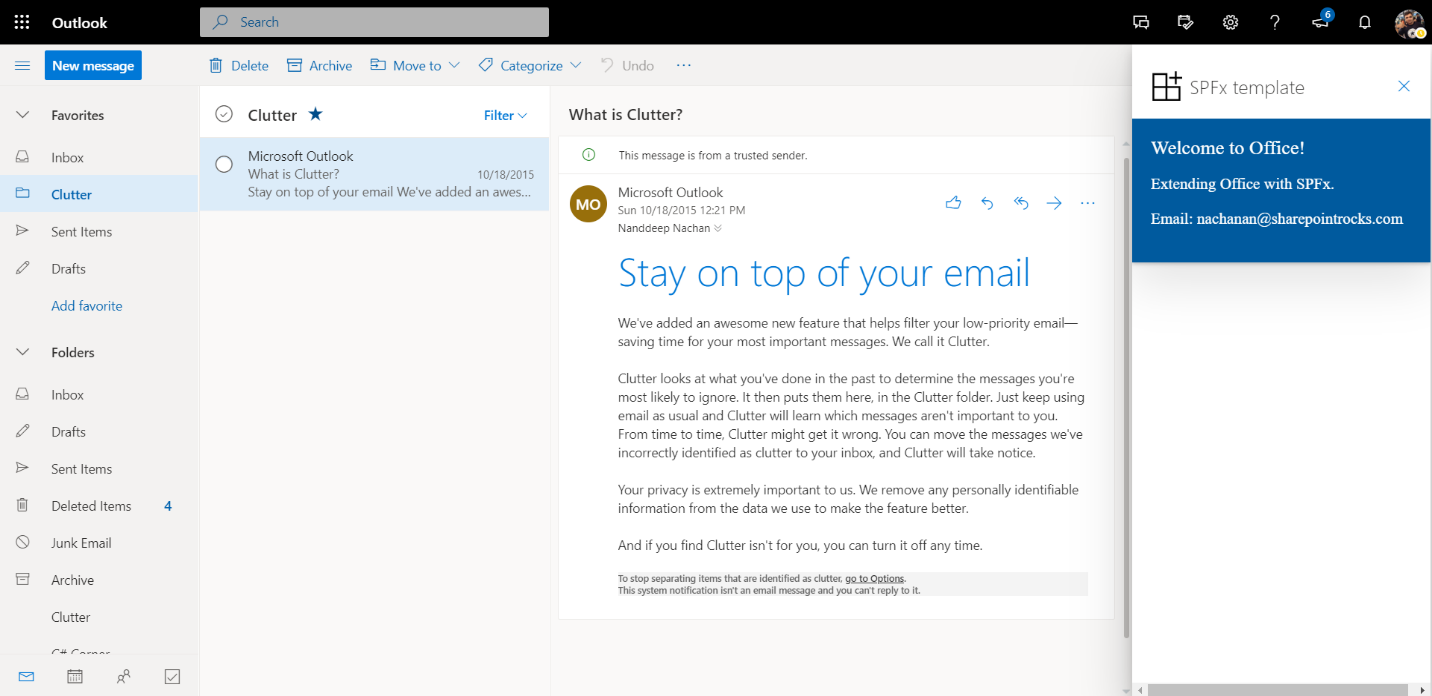 Outlook
Search
6
New message
Delete
Archive
Move to
Categorize
Undo
Favorites
Inbox
Clutter
Sent Items
Drafts
Add favorite
Folders
Inbox
Drafts
Sent Items
Deleted Items 4
Junk Email
Archive
Clutter
C# Corner
Clutter
Filter
Microsoft Outlook
What is Clutter? 10/18/2015
Stay on top of your email We've added an awes...
What is Clutter?
This message is from a trusted sender.
MO
Microsoft Outlook
Sun 10/18/2015 12:21 PM
Nanddeep Nachan
Stay on top of your email
We've added an awesome new feature that helps filter your low-priority email—
saving time for your most important messages. We call it Clutter.
Clutter looks at what you've done in the past to determine the messages you're
most likely to ignore. It then puts them here, in the Clutter folder. Just keep using
email as usual and Clutter will learn which messages aren't important to you.
From time to time, Clutter might get it wrong. You can move the messages we've
incorrectly identified as clutter to your inbox, and Clutter will take notice.
Your privacy is extremely important to us. We remove any personally identifiable
information from the data we use to make the feature better.
And if you find Clutter isn't for you, you can turn it off any time.
To stop separating items that are identified as clutter, go to Options.
This system notification isn't an email message and you can't reply to it.
SPFx template
Welcome to Office!
Extending Office with SPFx.
Email: nachanan@sharepointrocks.com